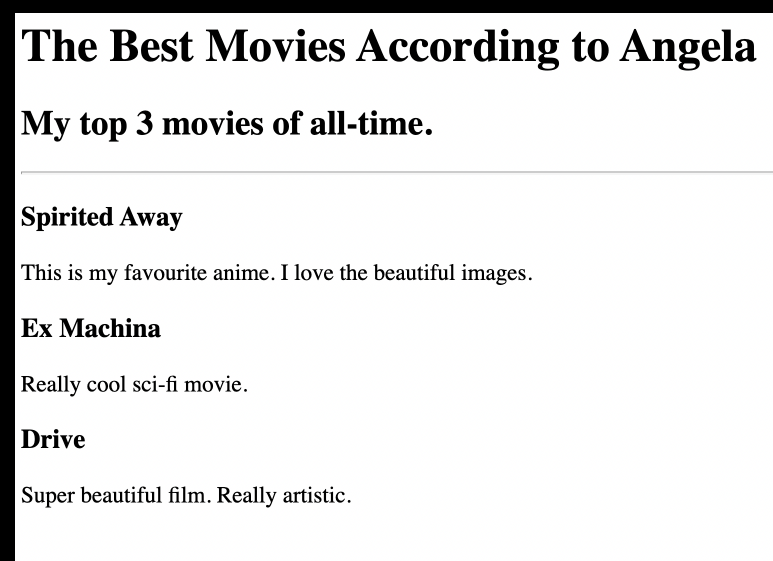 The Best Movies According to Angela
My top 3 movies of all-time.
Spirited Away
This is my favourite anime. I love the beautiful images.
Ex Machina
Really cool sci-fi movie.
Drive
Super beautiful film. Really artistic.